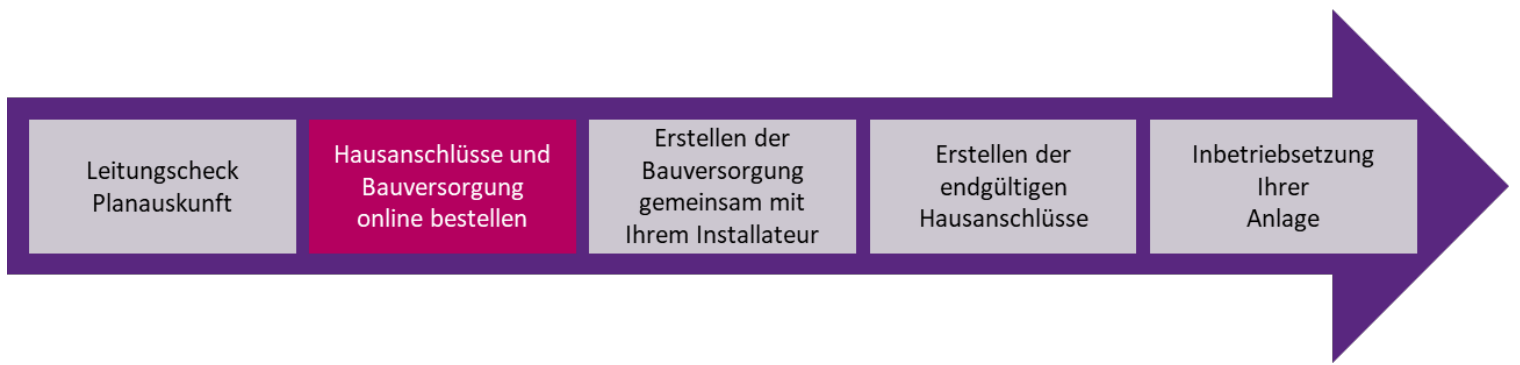 Leitungscheck
Planauskunft
Hausanschlüsse und
Bauversorgung
online bestellen
Erstellen der
Bauversorgung
gemeinsam mit
Ihrem Installateur
Erstellen der
endgültigen
Hausanschlüsse
Inbetriebsetzung
Ihrer
Anlage